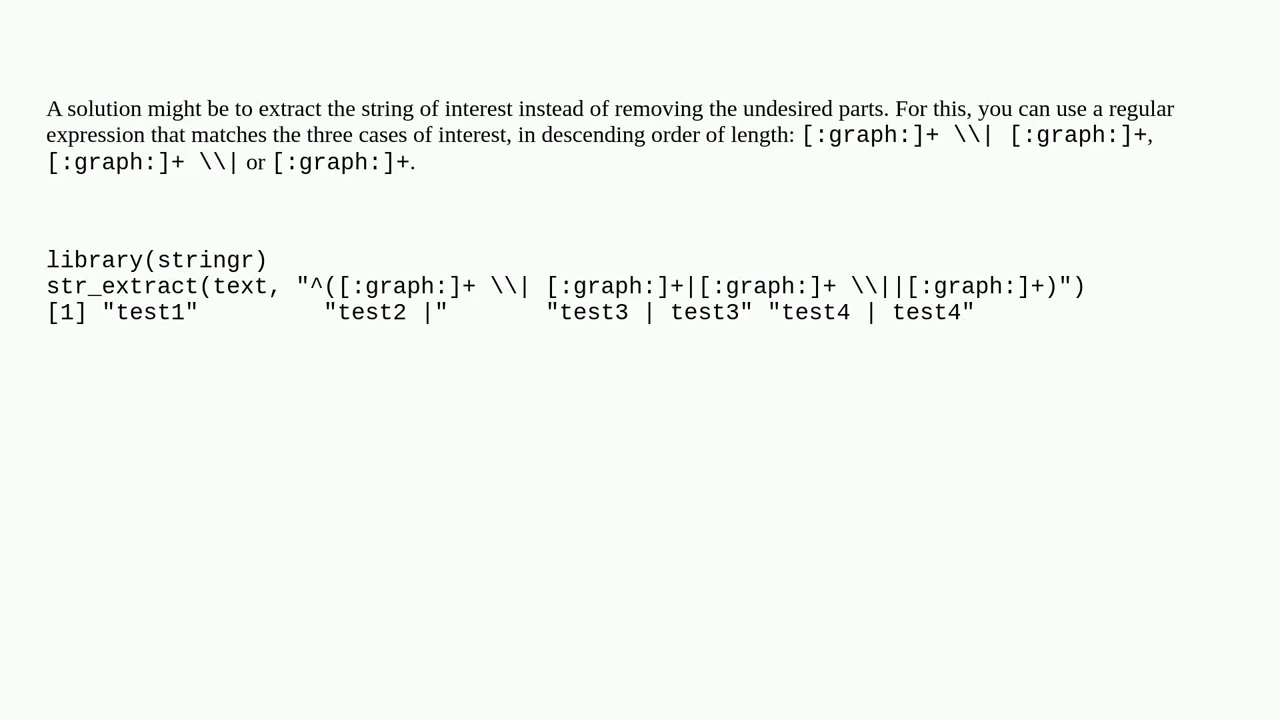 A solution might be to extract the string of interest instead of removing the undesired parts. For this, you can use a regular
expression that matches the three cases of interest, in descending order of length: [:graph:]+ \\| [:graph:]+,
[:graph:]+ \\| or [:graph:]+.
library(stringr)
str_extract(text, "^([:graph:]+ \\| [:graph:]+|[:graph:]+ \\||[:graph:]+)")
[1] "test1"         "test2 |"       "test3 | test3" "test4 | test4"